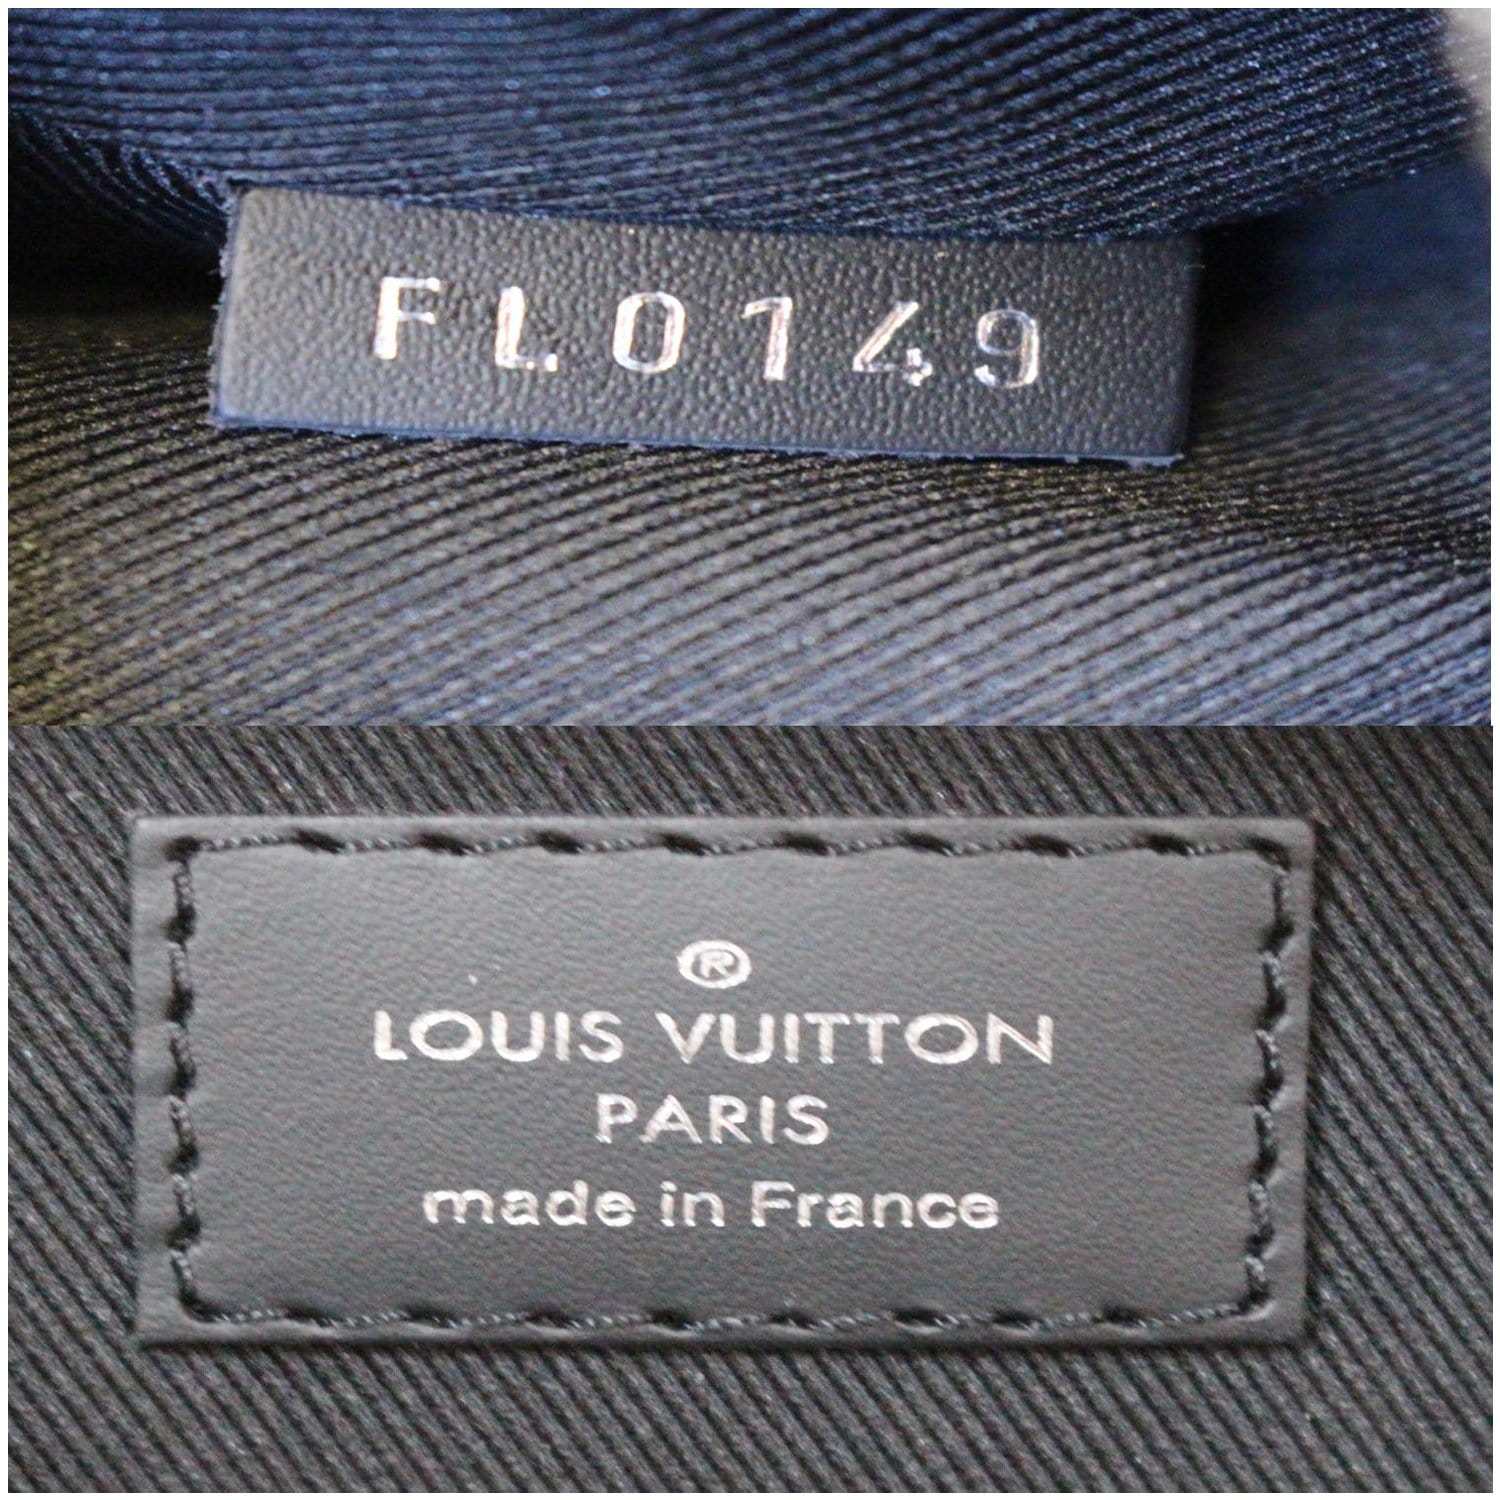 FL0149
®
LOUIS VUITTON
PARIS
made in France